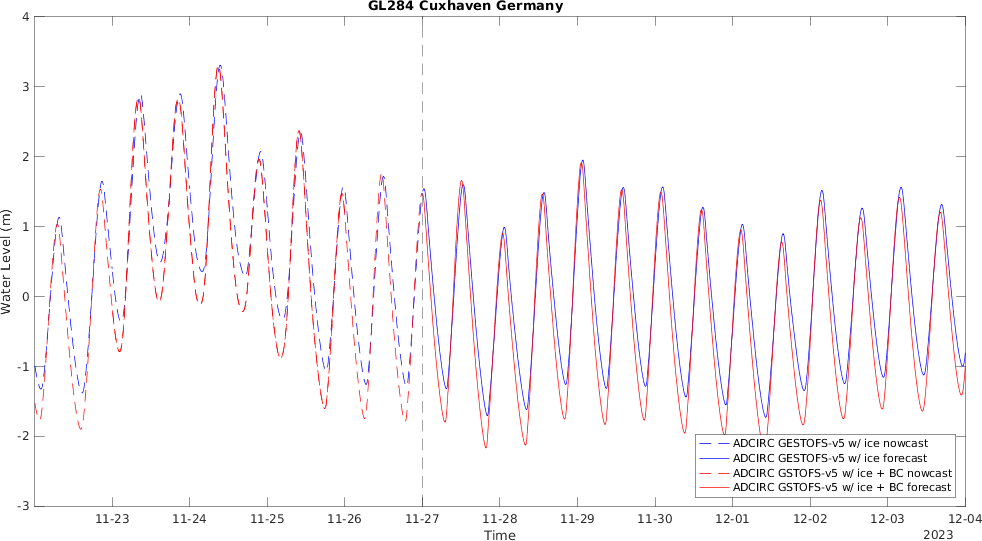 GL284 Cuxhaven Germany
4
3
2
1
0
-1
-2
-3
Water Level (m)
ADCIRC GESTOFS-v5 w/ ice nowcast
ADCIRC GESTOFS-v5 w/ ice forecast
ADCIRC GSTOFS-v5 w/ ice + BC nowcast
ADCIRC GSTOFS-v5 w/ ice + BC forecast
11-23 11-24 11-25 11-26 11-27 11-28 11-29 11-30 12-01 12-02 12-03 12-04
Time
2023